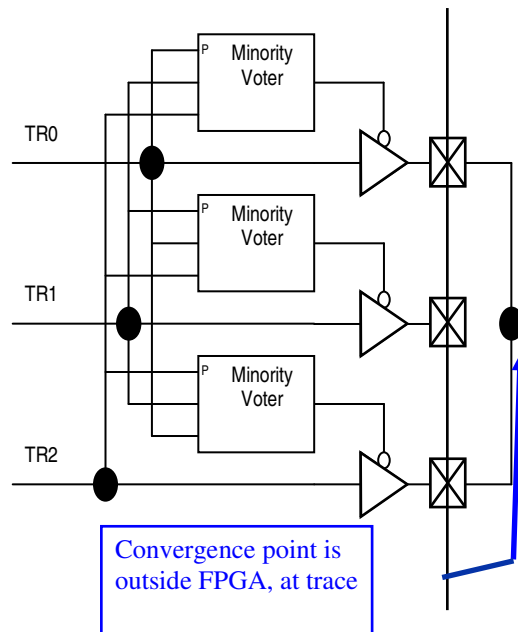 P
Minority
Voter
TR0
P
Minority
Voter
TR1
P
Minority
Voter
TR2
Convergence point is
outside FPGA, at trace